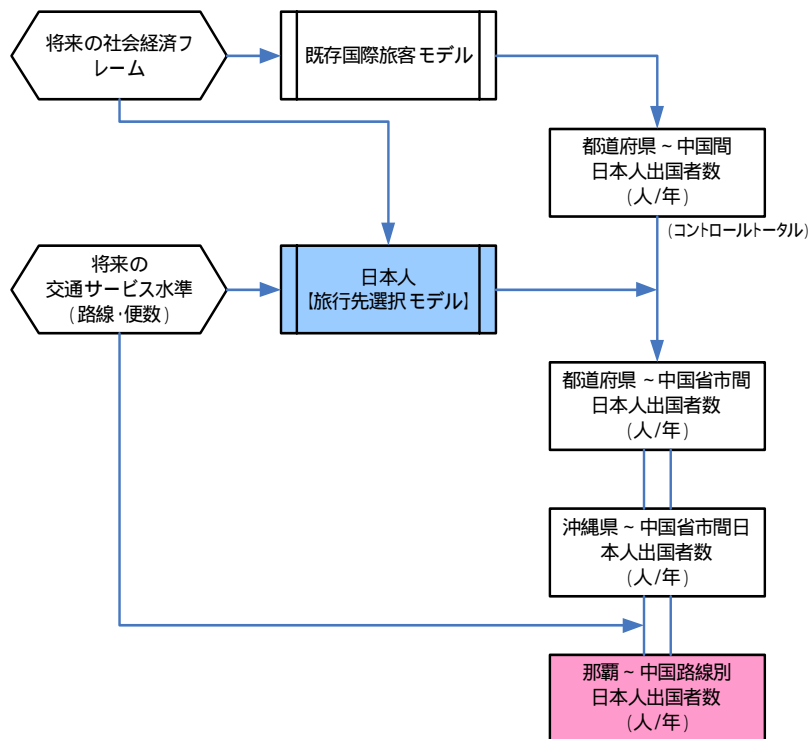 将来の社会経済フ
レーム
既存国際旅客モデル
都道府県~中国間
日本人出国者数
(人/年)
(コントロールトータル)
将来の
交通サービス水準
(路線・便数)
日本人
【旅行先選択モデル】
都道府県~中国省市間
日本人出国者数
(人/年)
沖縄県~中国省市間日
本人出国者数
(人/年)
那覇~中国路線別
日本人出国者数
(人/年)